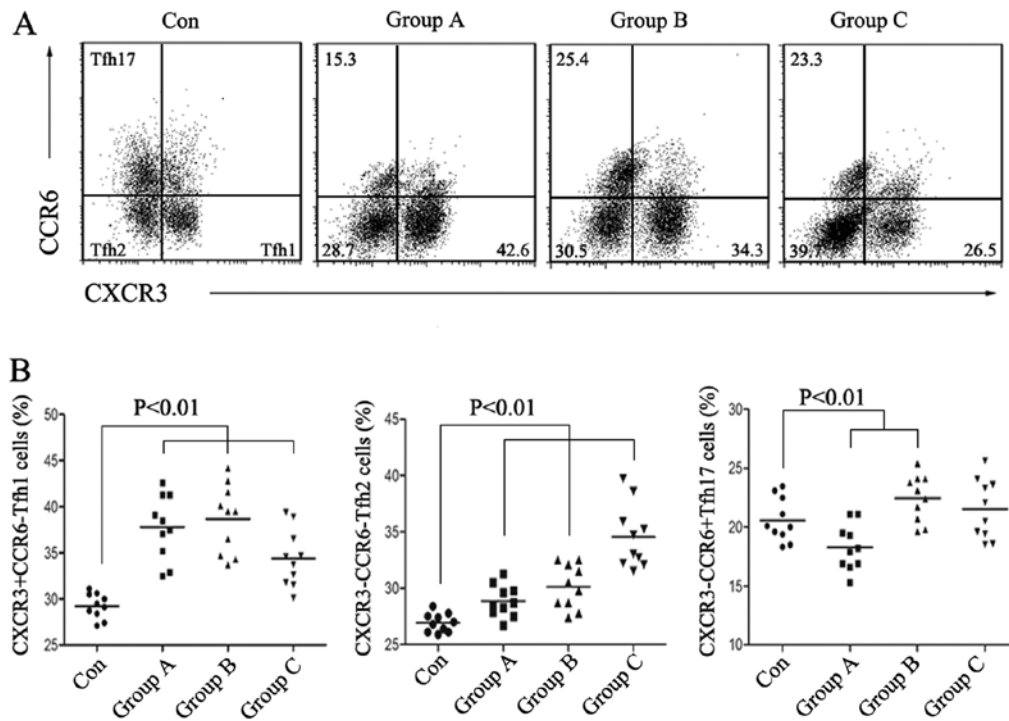 A
Con
Group A
Group B
Group C
Tfh17
15.3
25.4
23.3
CCR6
Tfh2
Tfh1
28.7
42.6
30.5
34.3
39.7
26.5
CXCR3
B
P<0.01
CXCR3+CCR6-Tfh1 cells (%)
50
45
40
35
30
25
Con
Group A
Group B
Group C
P<0.01
CXCR3-CCR6-Tfh2 cells (%)
45
40
35
30
25
Con
Group A
Group B
Group C
P<0.01
CXCR3-CCR6+Tfh17 cells (%)
30
25
20
15
10
Con
Group A
Group B
Group C